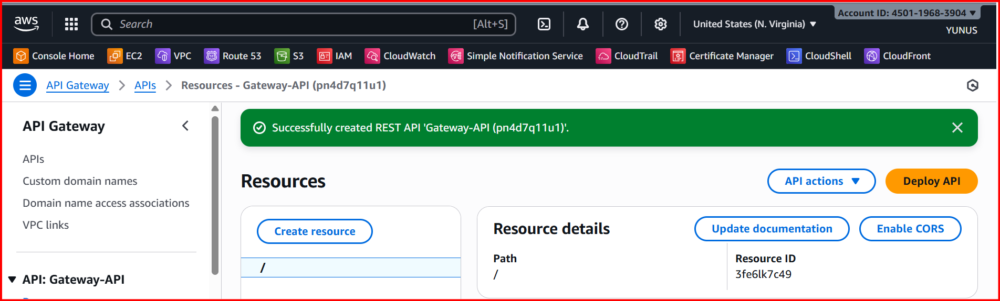 aws
Search [Alt+S]
United States (N. Virginia) ▼
Account ID: 4501-1968-3904 ▼
YUNUS
Console Home EC2 VPC Route 53 S3 IAM CloudWatch Simple Notification Service CloudTrail Certificate Manager CloudShell CloudFront
API Gateway > APIs > Resources - Gateway-API (pn4d7q11u1)
API Gateway
APIs
Custom domain names
Domain name access associations
VPC links
▼ API: Gateway-API
Successfully created REST API 'Gateway-API (pn4d7q11u1)'.
Resources
API actions ▼
Deploy API
Create resource
/
Resource details
Update documentation
Enable CORS
Path
/
Resource ID
3fe6lk7c49